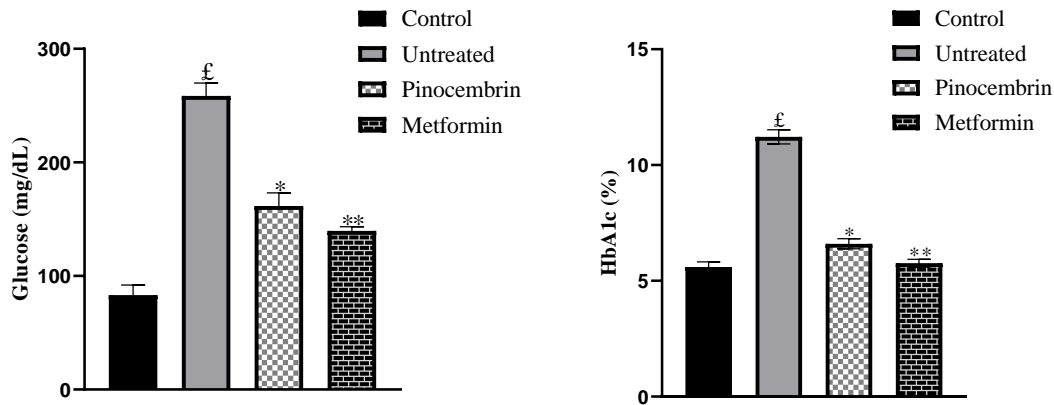 Control
Untreated
Pinocembrin
Metformin
300
200
100
0
Glucose (mg/dL)
£
*
**
Control
Untreated
Pinocembrin
Metformin
15
10
5
0
HbA1c (%)
£
*
**